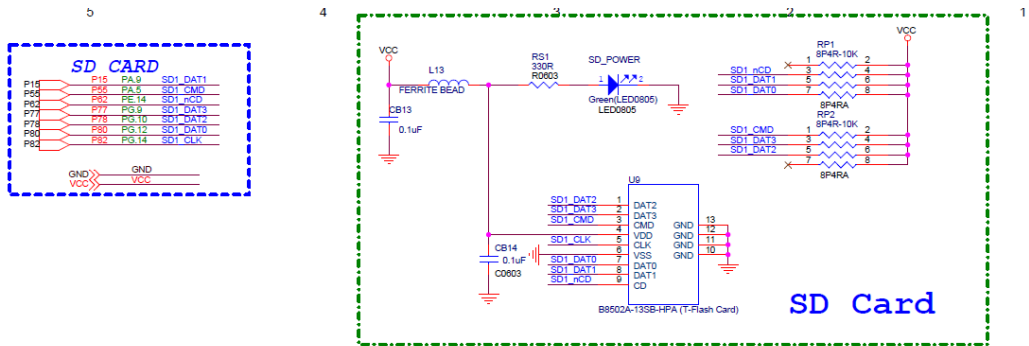 5 4 3 2 1
SD CARD
P15 P15 PA.9 SD1_DAT1
P55 P55 PA.5 SD1_CMD
P62 P62 PE.14 SD1_nCD
P77 P77 PG.9 SD1_DAT3
P78 P78 PG.10 SD1_DAT2
P80 P80 PG.12 SD1_DAT0
P82 P82 PG.14 SD1_CLK
GND GND
VCC VCC
VCC
L13
FERRITE BEAD
CB13
0.1uF
RS1
330R
R0603
SD_POWER
1 2
Green(LED0805)
LED0805
VCC
RP1
8P4R-10K
1 2
SD1_nCD 3 4
SD1_DAT1 5 6
SD1_DAT0 7 8
8P4RA
RP2
8P4R-10K
SD1_CMD 1 2
SD1_DAT3 3 4
SD1_DAT2 5 6
7 8
8P4RA
CB14
0.1uF
C0603
U9
SD1_DAT2 1 DAT2
SD1_DAT3 2 DAT3
SD1_CMD 3 CMD GND 13
4 VDD GND 12
SD1_CLK 5 CLK GND 11
6 VSS GND 10
SD1_DAT0 7 DAT0
SD1_DAT1 8 DAT1
SD1_nCD 9 CD
B8502A-13SB-HPA (T-Flash Card)
SD Card